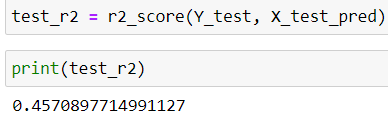 test_r2 = r2_score(Y_test, X_test_pred)
print(test_r2)
0.4570897714991127